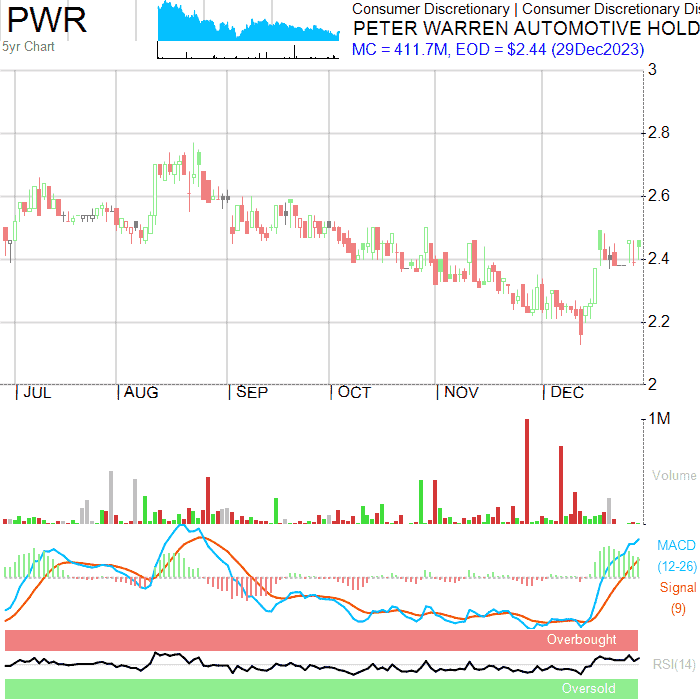 PWR
5yr Chart
Consumer Discretionary | Consumer Discretionary Dis
PETER WARREN AUTOMOTIVE HOLD
MC = 411.7M, EOD = $2.44 (29Dec2023)
3
2.8
2.6
2.4
2.2
2
JUL AUG SEP OCT NOV DEC
1M
Volume
MACD
(12-26)
Signal
(9)
Overbought
RSI(14)
Oversold